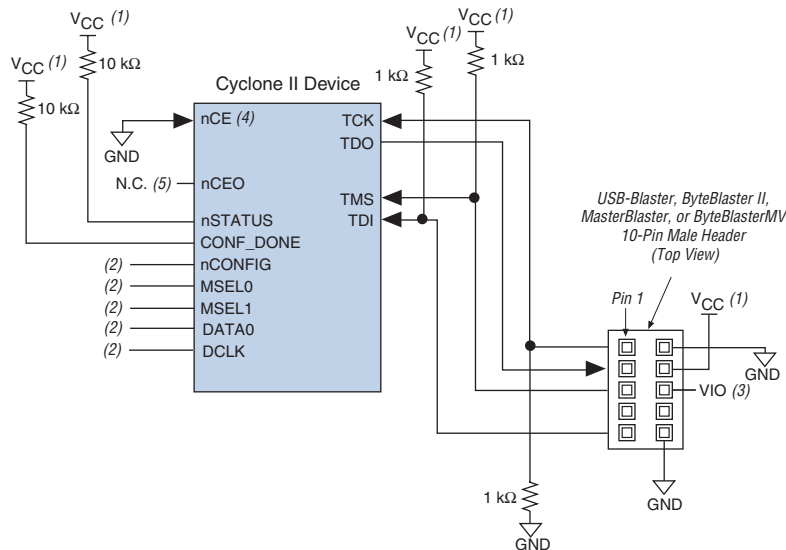 VCC (1)
VCC (1)
10 kΩ
10 kΩ
VCC (1)
VCC (1)
1 kΩ
1 kΩ
Cyclone II Device
nCE (4)
GND
N.C. (5)
nCEO
nSTATUS
CONF_DONE
(2)
nCONFIG
(2)
MSEL0
(2)
MSEL1
(2)
DATA0
(2)
DCLK
TCK
TDO
TMS
TDI
USB-Blaster, ByteBlaster II,
MasterBlaster, or ByteBlasterMV
10-Pin Male Header
(Top View)
Pin 1
VCC (1)
GND
VIO (3)
GND
1 kΩ
GND